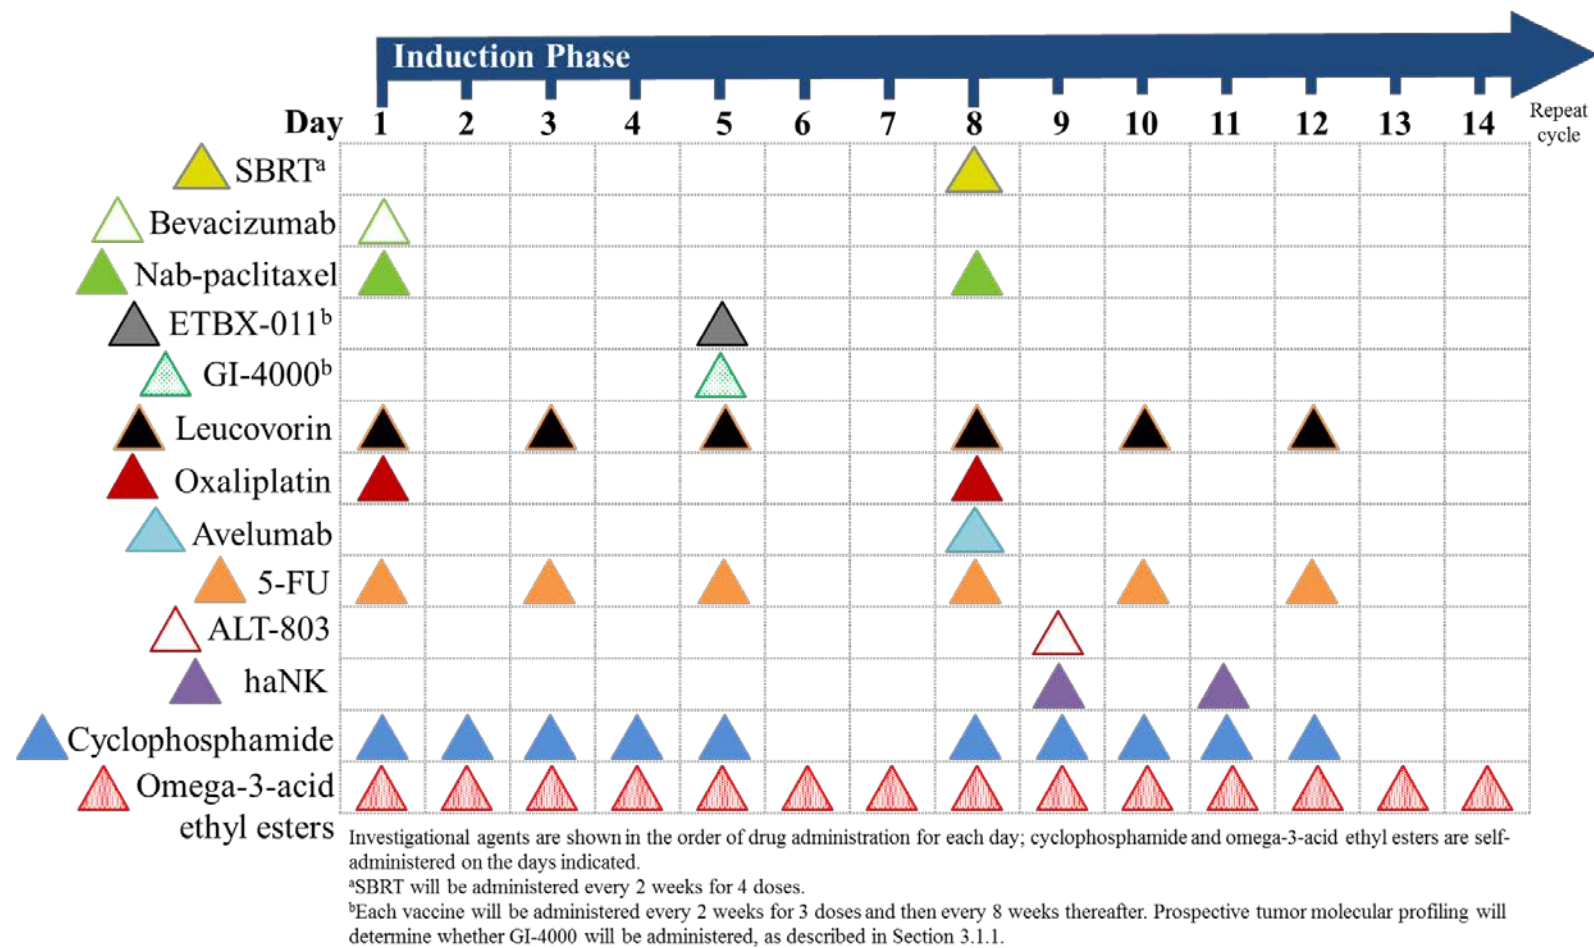 Induction Phase
Day 1 2 3 4 5 6 7 8 9 10 11 12 13 14
Repeat
cycle
SBRTᵃ
Bevacizumab
Nab-paclitaxel
ETBX-011ᵇ
GI-4000ᵇ
Leucovorin
Oxaliplatin
Avelumab
5-FU
ALT-803
haNK
Cyclophosphamide
Omega-3-acid
ethyl esters
Investigational agents are shown in the order of drug administration for each day; cyclophosphamide and omega-3-acid ethyl esters are self-
administered on the days indicated.
ᵃSBRT will be administered every 2 weeks for 4 doses.
ᵇEach vaccine will be administered every 2 weeks for 3 doses and then every 8 weeks thereafter. Prospective tumor molecular profiling will
determine whether GI-4000 will be administered, as described in Section 3.1.1.